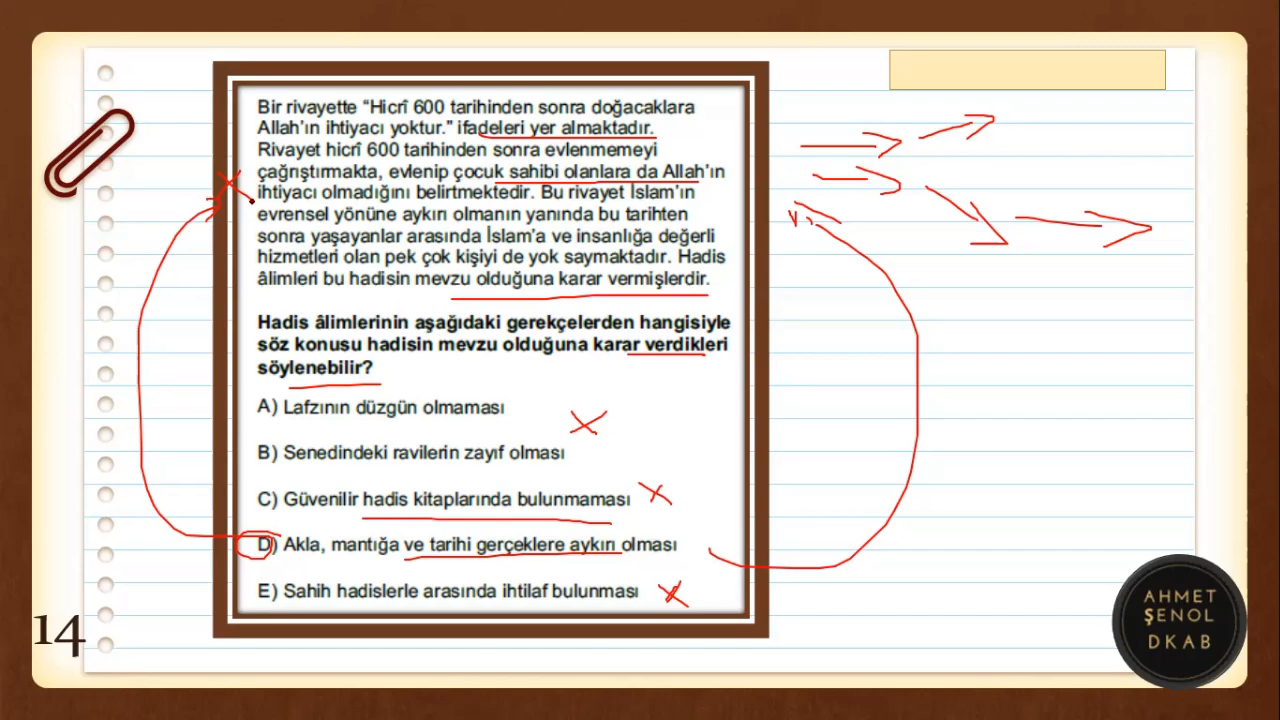 Bir rivayette “Hicrî 600 tarihinden sonra doğacaklara
Allah’ın ihtiyacı yoktur.” ifadeleri yer almaktadır.
Rivayet hicrî 600 tarihinden sonra evlenmemeyi
çağrıştırmakta, evlenip çocuk sahibi olanlara da Allah’ın
ihtiyacı olmadığını belirtmektedir. Bu rivayet İslam’ın
evrensel yönüne aykırı olmanın yanında bu tarihten
sonra yaşayanlar arasında İslam’a ve insanlığa değerli
hizmetleri olan pek çok kişiyi de yok saymaktadır. Hadis
âlimleri bu hadisin mevzu olduğuna karar vermişlerdir.
Hadis âlimlerinin aşağıdaki gerekçelerden hangisiyle
söz konusu hadisin mevzu olduğuna karar verdikleri
söylenebilir?
A) Lafzının düzgün olmaması
B) Senedindeki ravilerin zayıf olması
C) Güvenilir hadis kitaplarında bulunmaması
D) Akla, mantığa ve tarihi gerçeklere aykırı olması
E) Sahih hadislerle arasında ihtilaf bulunması
14
AHMET
ŞENOL
DKAB